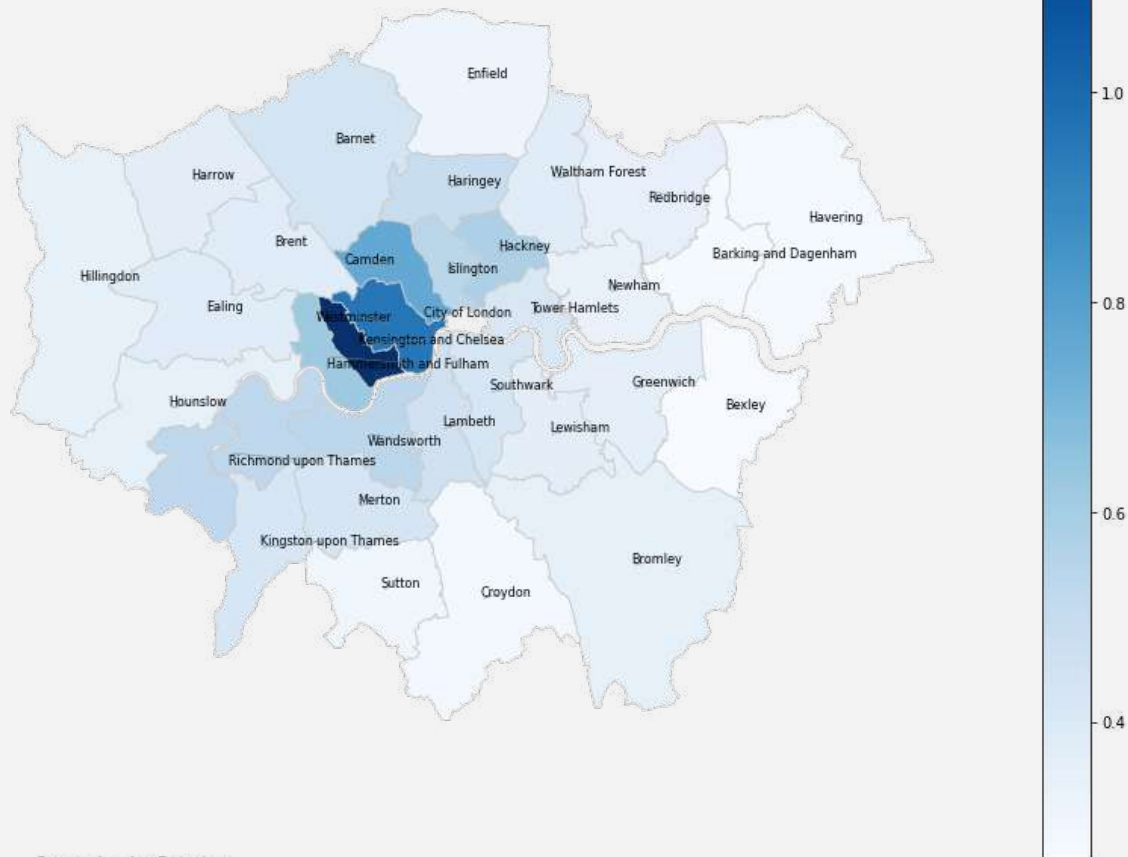 Enfield
1.0
Barnet
Harrow
Waltham Forest
Haringey
Redbridge
Havering
Brent
Hackney
Barking and Dagenham
Camden
Islington
Hillingdon
Newham
0.8
Ealing
Tower Hamlets
City of London
Westminster
Kensington and Chelsea
Hammersmith and Fulham
Southwark
Greenwich
Hounslow
Bexley
Lambeth
Lewisham
Wandsworth
Richmond upon Thames
Merton
0.6
Kingston upon Thames
Bromley
Sutton
Croydon
0.4